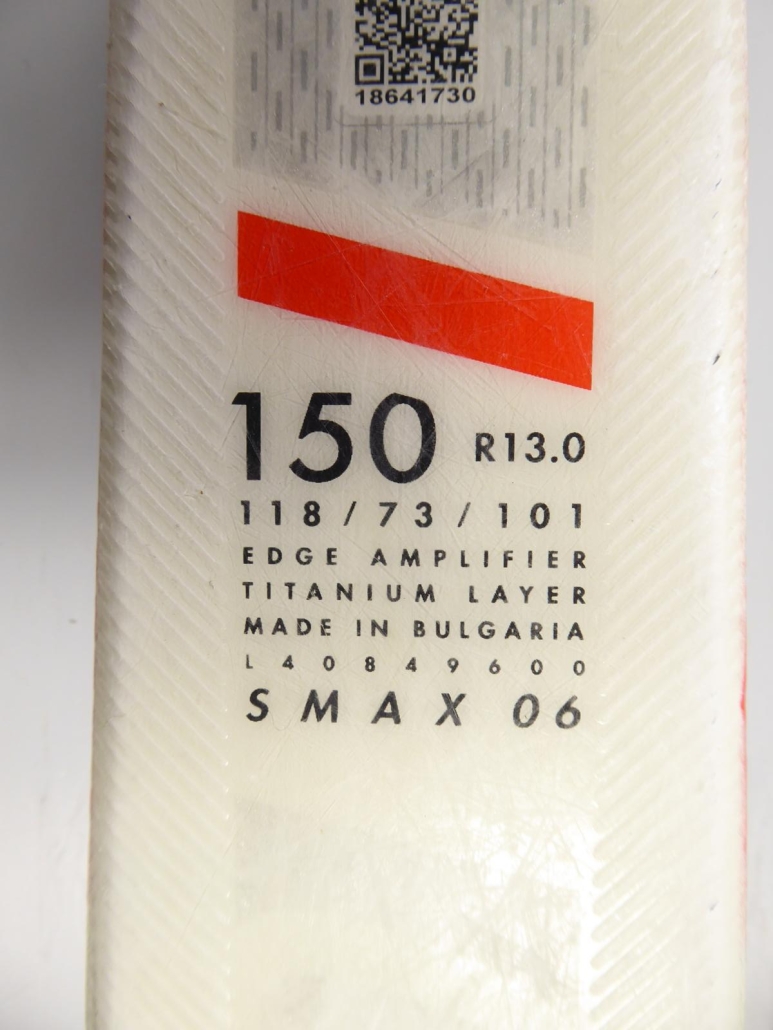 18641730
150 R13.0
118/73/101
EDGE AMPLIFIER
TITANIUM LAYER
MADE IN BULGARIA
L40849600
SMAX 06